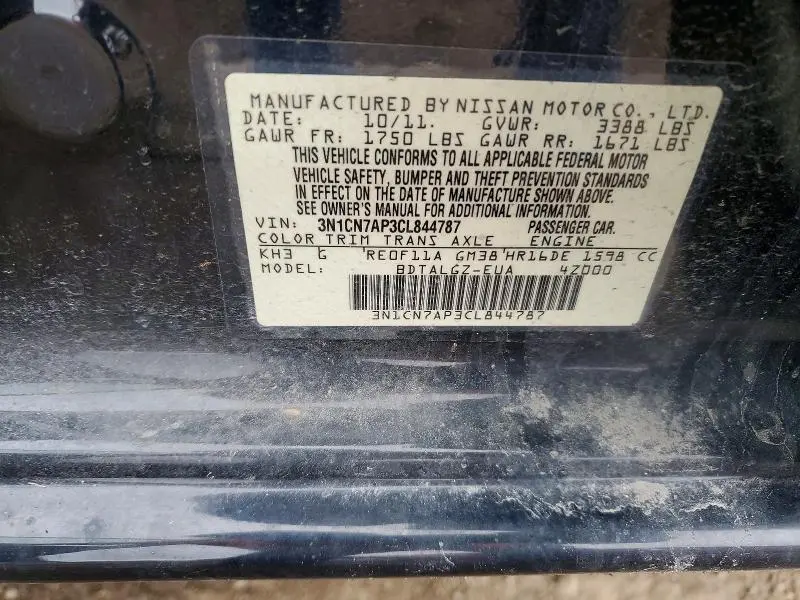 MANUFACTURED BY NISSAN MOTOR CO., LTD.
DATE: 10/11. GVWR: 3388 LBS
GAWR FR: 1750 LBS GAWR RR: 1671 LBS
THIS VEHICLE CONFORMS TO ALL APPLICABLE FEDERAL MOTOR
VEHICLE SAFETY, BUMPER AND THEFT PREVENTION STANDARDS
IN EFFECT ON THE DATE OF MANUFACTURE SHOWN ABOVE.
SEE OWNER'S MANUAL FOR ADDITIONAL INFORMATION.
VIN: 3N1CN7AP3CL844787 PASSENGER CAR.
COLOR TRIM TRANS AXLE ENGINE
KH3 G 'RE0F11A GM38'HR16DE 1598 CC
MODEL: BDTALGZ-EUA 4Z000
3N1CN7AP3CL844787